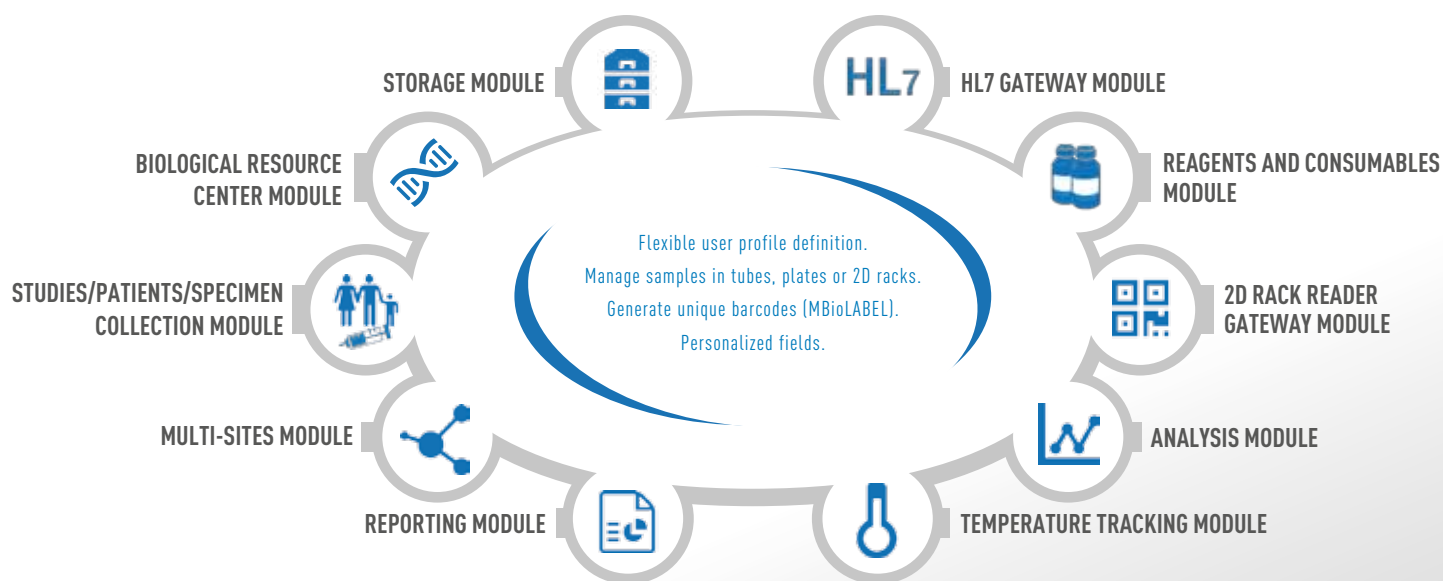 STORAGE MODULE
HL7
HL7 GATEWAY MODULE
BIOLOGICAL RESOURCE
CENTER MODULE
REAGENTS AND CONSUMABLES
MODULE
Flexible user profile definition.
Manage samples in tubes, plates or 2D racks.
Generate unique barcodes (MBioLABEL).
Personalized fields.
STUDIES/PATIENTS/SPECIMEN
COLLECTION MODULE
2D RACK READER
GATEWAY MODULE
MULTI-SITES MODULE
ANALYSIS MODULE
REPORTING MODULE
TEMPERATURE TRACKING MODULE